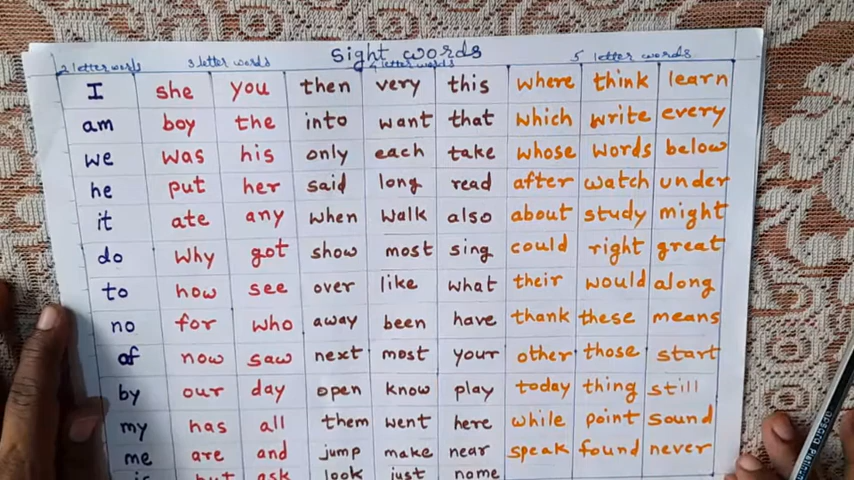 Sight words
2 letter words 3 letter words 4 letter words 5 letter words
I she you then very this where think learn
am boy the into want that which write every
we was his only each take whose words below
he put her said long read after watch under
it ate any when walk also about study might
do why got show most sing could right great
to how see over like what their would along
no for who away been have thank these means
of now saw next most your other those start
by our day open know play today thing still
my has all them went here while point sound
me are and jump make near speak found never
is but ask look just name